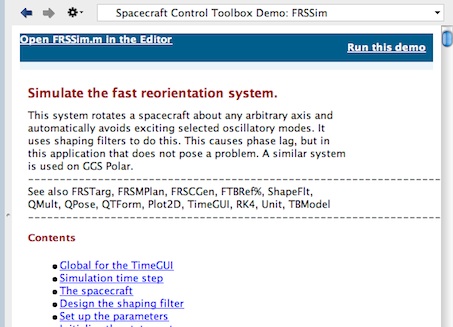 Spacecraft Control Toolbox Demo: FRSSim
Open FRSSim.m in the Editor
Run this demo
Simulate the fast reorientation system.
This system rotates a spacecraft about any arbitrary axis and
automatically avoids exciting selected oscillatory modes. It
uses shaping filters to do this. This causes phase lag, but in
this application that does not pose a problem. A similar system
is used on GGS Polar.
See also FRSTarg, FRSMPlan, FRSCGen, FTBRef%, ShapeFlt,
QMult, QPose, QTForm, Plot2D, TimeGUI, RK4, Unit, TBModel
Contents
Global for the TimeGUI
Simulation time step
The spacecraft
Design the shaping filter
Set up the parameters